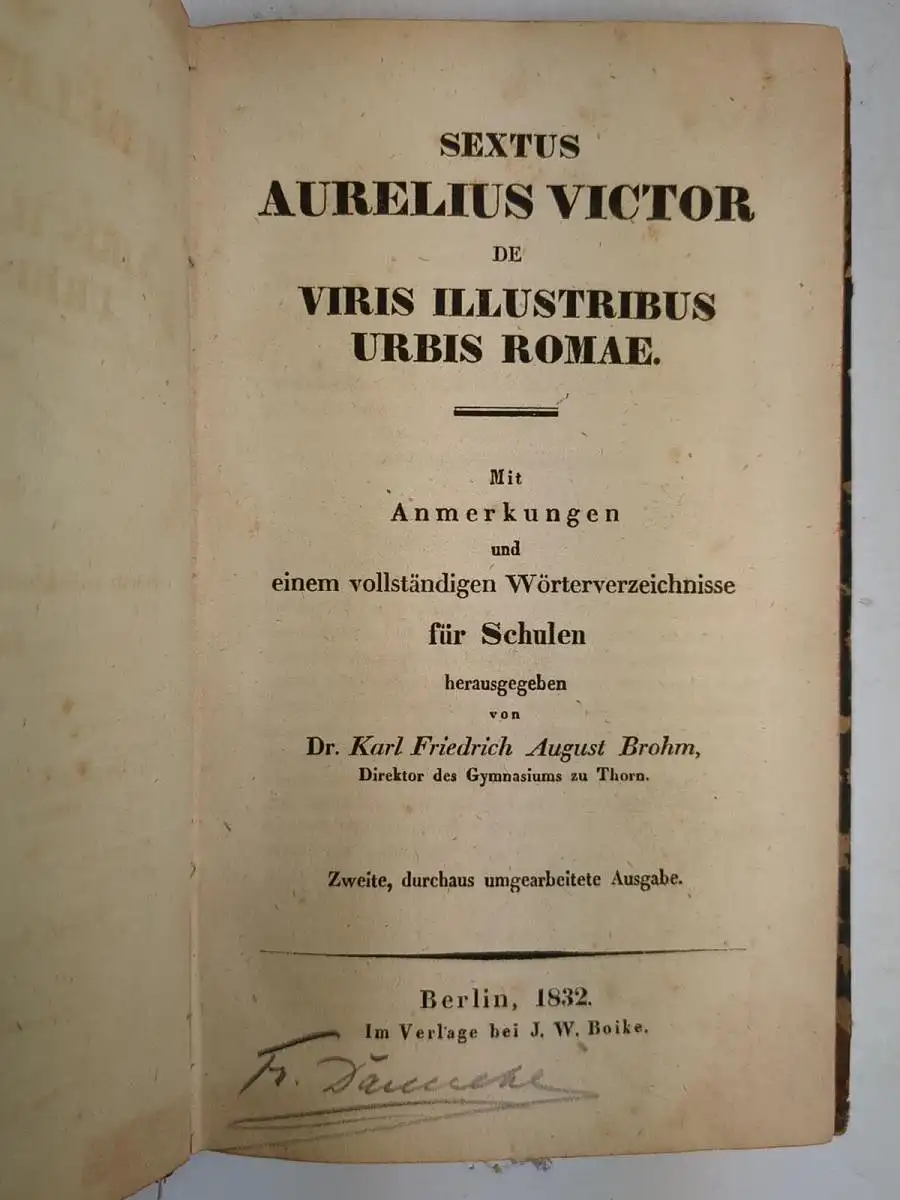 SEXTUS
AURELIUS VICTOR
DE
VIRIS ILLUSTRIBUS
URBIS ROMAE.
Mit
Anmerkungen
und
einem vollständigen Wörterverzeichnisse
für Schulen
herausgegeben
von
Dr. Karl Friedrich August Brohm,
Direktor des Gymnasiums zu Thorn.
Zweite, durchaus umgearbeitete Ausgabe.
Berlin, 1832.
Im Verlage bei J. W. Boike.
Fr.